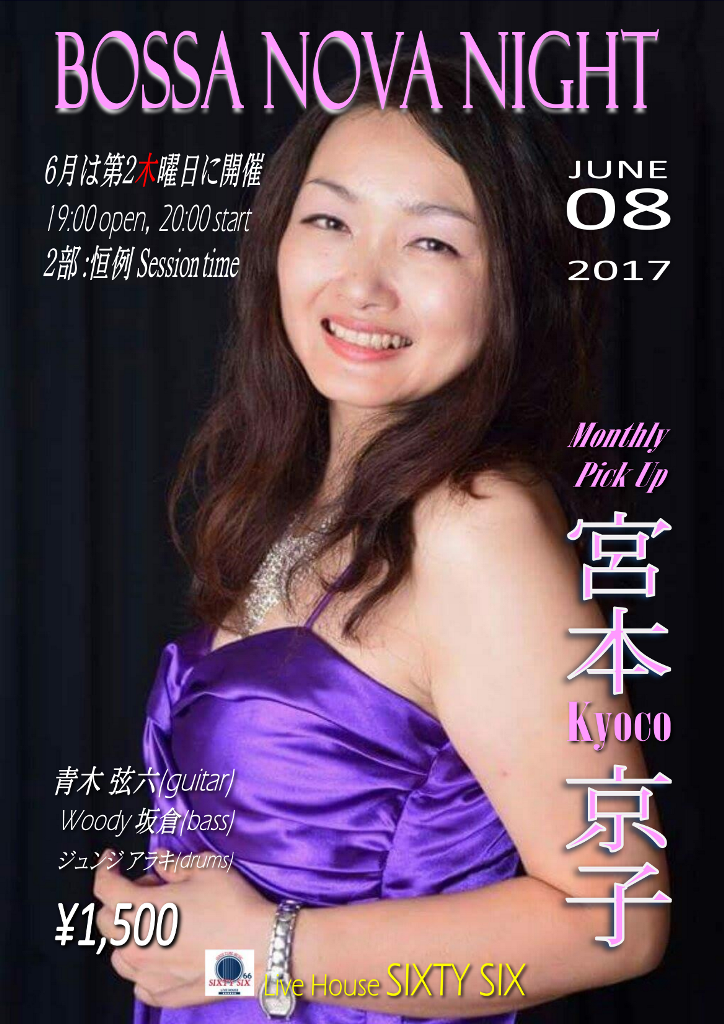 BOSSA NOVA NIGHT
6月は第2木曜日に開催
19:00 open, 20:00 start
2部 :恒例 Session time
JUNE
08
2017
Monthly
Pick Up
宮本
Kyoco
京子
青木 弦六(guitar)
Woody 坂倉(bass)
ジュンジ アラキ(drums)
¥1,500
66
SIXTY SIX
Live House SIXTY SIX